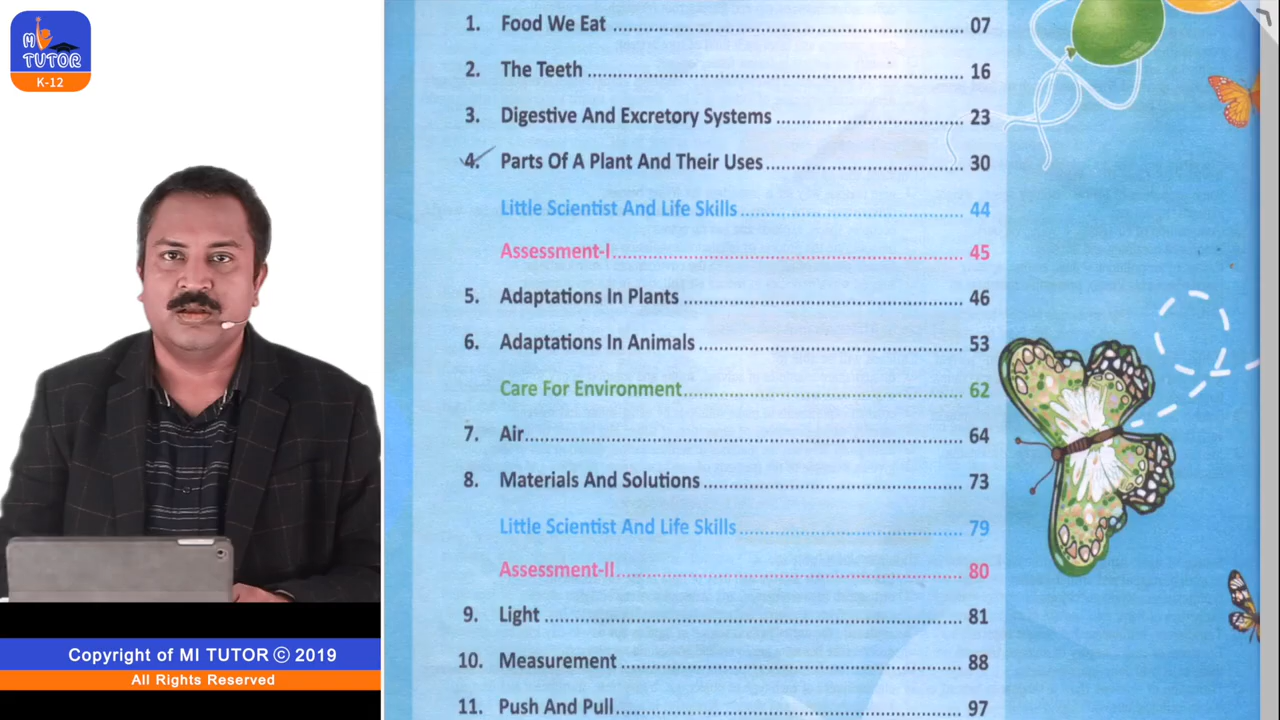 MI
TUTOR
K-12
1. Food We Eat ........ 07
2. The Teeth ........ 16
3. Digestive And Excretory Systems ........ 23
4. Parts Of A Plant And Their Uses ........ 30
Little Scientist And Life Skills ........ 44
Assessment-I ........ 45
5. Adaptations In Plants ........ 46
6. Adaptations In Animals ........ 53
Care For Environment ........ 62
7. Air ........ 64
8. Materials And Solutions ........ 73
Little Scientist And Life Skills ........ 79
Assessment-II ........ 80
9. Light ........ 81
10. Measurement ........ 88
11. Push And Pull ........ 97
Copyright of MI TUTOR © 2019
All Rights Reserved